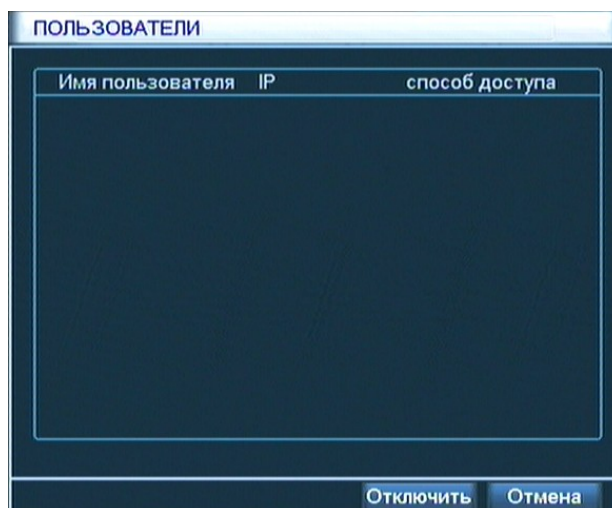 ПОЛЬЗОВАТЕЛИ
Имя пользователя IP способ доступа
Отключить Отмена